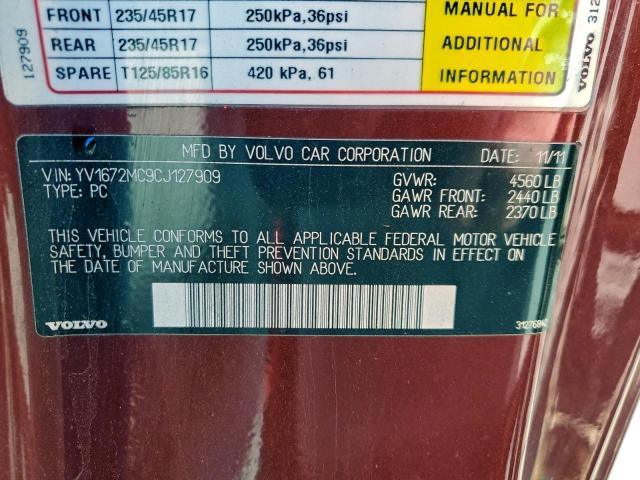 FRONT 235/45R17 250kPa,36psi MANUAL FOR
REAR 235/45R17 250kPa,36psi ADDITIONAL
SPARE T125/85R16 420 kPa, 61 INFORMATION
127909
VOLVO
312
MFD BY VOLVO CAR CORPORATION DATE: 11/11
VIN: YV1672MC9CJ127909
TYPE: PC
GVWR: 4560 LB
GAWR FRONT: 2440 LB
GAWR REAR: 2370 LB
THIS VEHICLE CONFORMS TO ALL APPLICABLE FEDERAL MOTOR VEHICLE
SAFETY, BUMPER AND THEFT PREVENTION STANDARDS IN EFFECT ON
THE DATE OF MANUFACTURE SHOWN ABOVE.
VOLVO